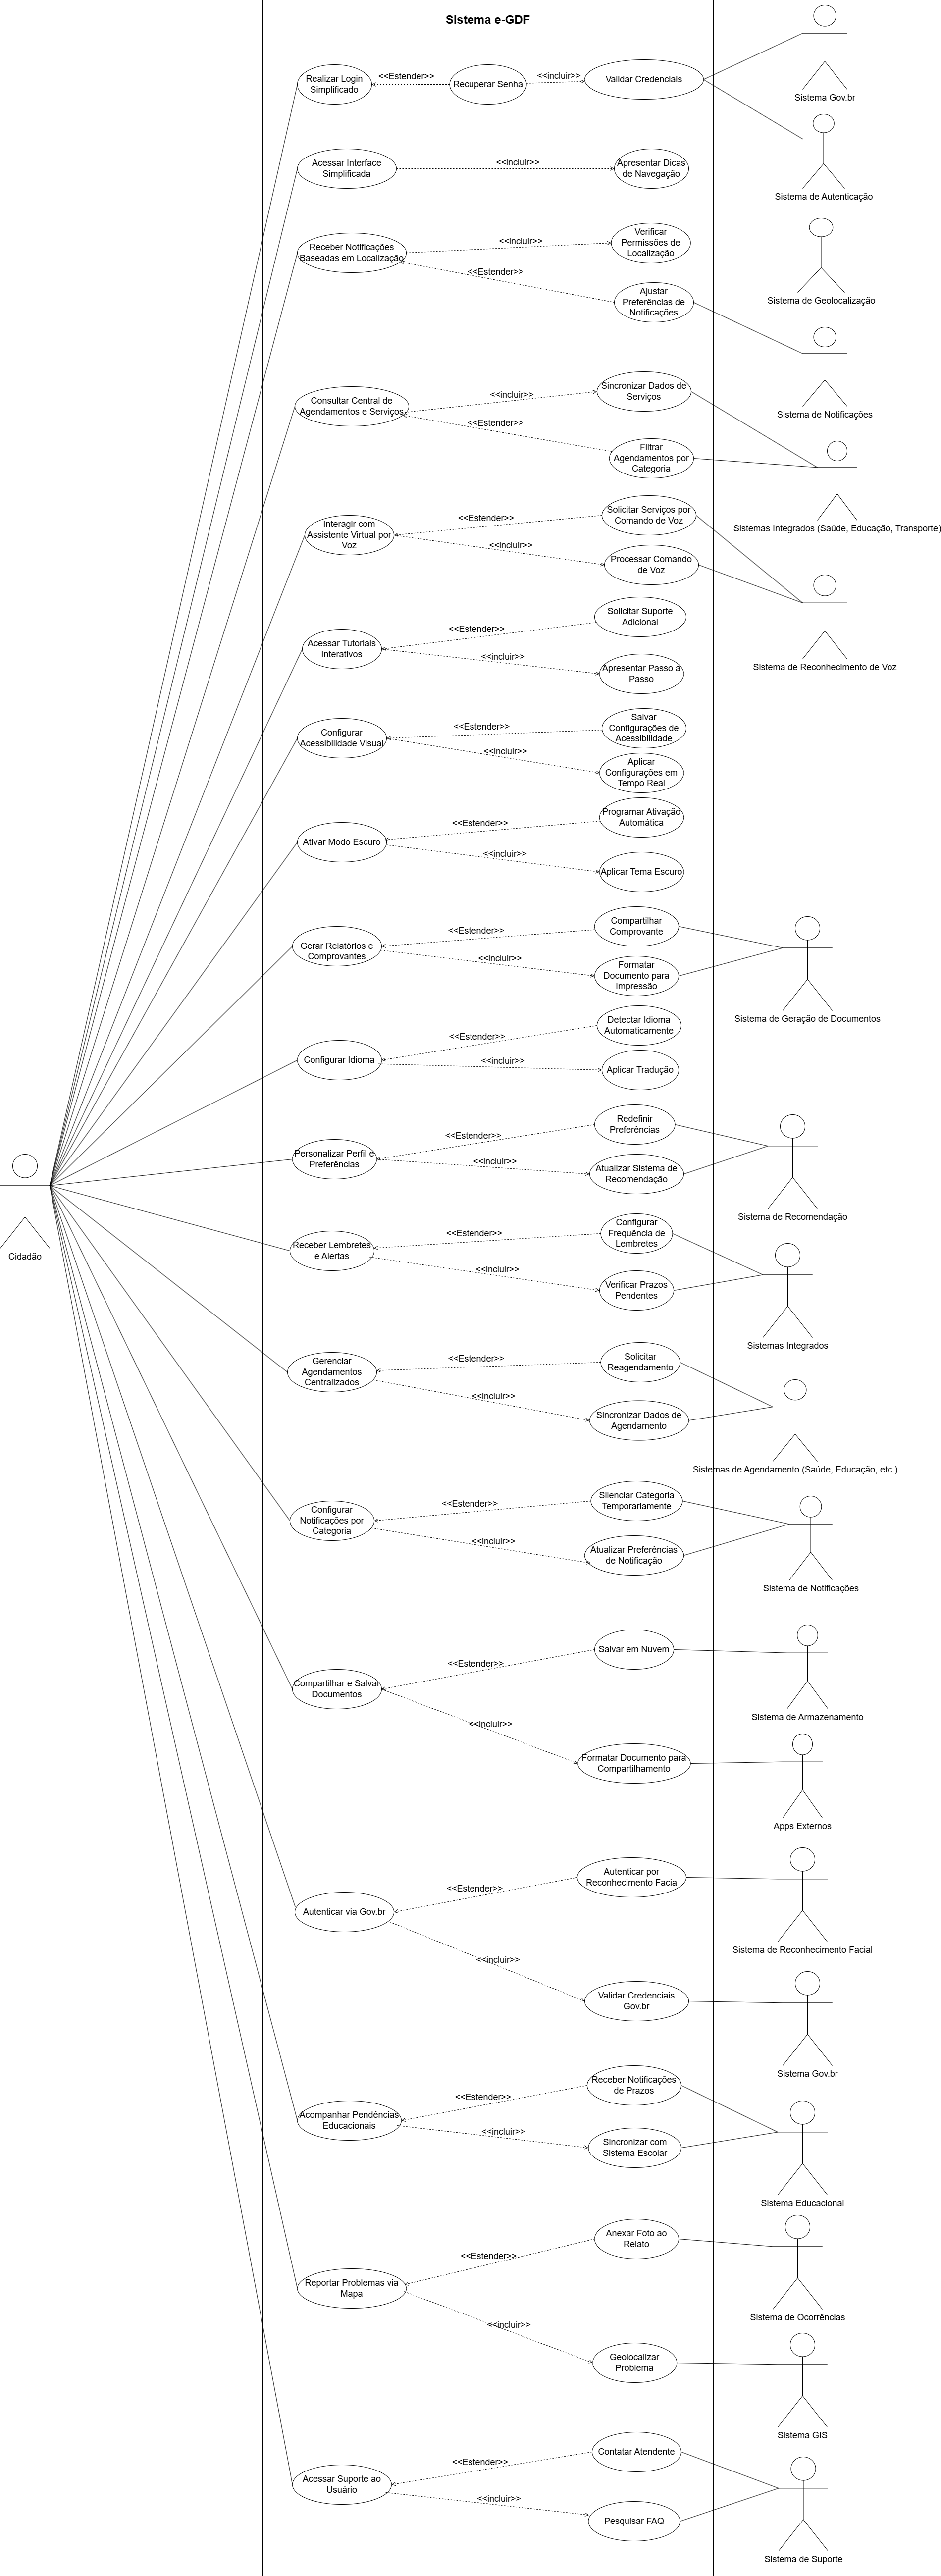 Sistema e-GDF
Realizar Login
Simplificado
<<Estender>>
Recuperar Senha
<<incluir>>
Validar Credenciais
Sistema Gov.br
Sistema de Autenticação
Acessar Interface
Simplificada
<<incluir>>
Apresentar Dicas
de Navegação
Receber Notificações
Baseadas em Localização
<<incluir>>
Verificar
Permissões de
Localização
Sistema de Geolocalização
<<Estender>>
Ajustar
Preferências de
Notificações
Sistema de Notificações
Consultar Central de
Agendamentos e Serviços
<<incluir>>
Sincronizar Dados de
Serviços
<<Estender>>
Filtrar
Agendamentos por
Categoria
Sistemas Integrados (Saúde, Educação, Transporte)
Interagir com
Assistente Virtual por
Voz
<<Estender>>
Solicitar Serviços por
Comando de Voz
<<incluir>>
Processar Comando
de Voz
Sistema de Reconhecimento de Voz
Acessar Tutoriais
Interativos
<<Estender>>
Solicitar Suporte
Adicional
<<incluir>>
Apresentar Passo a
Passo
Configurar
Acessibilidade Visual
<<Estender>>
Salvar
Configurações de
Acessibilidade
<<incluir>>
Aplicar
Configurações em
Tempo Real
Ativar Modo Escuro
<<Estender>>
Programar Ativação
Automática
<<incluir>>
Aplicar Tema Escuro
Gerar Relatórios e
Comprovantes
<<Estender>>
Compartilhar
Comprovante
<<incluir>>
Formatar
Documento para
Impressão
Sistema de Geração de Documentos
Configurar Idioma
<<Estender>>
Detectar Idioma
Automaticamente
<<incluir>>
Aplicar Tradução
Cidadão
Personalizar Perfil e
Preferências
<<Estender>>
Redefinir
Preferências
<<incluir>>
Atualizar Sistema de
Recomendação
Sistema de Recomendação
Receber Lembretes
e Alertas
<<Estender>>
Configurar
Frequência de
Lembretes
<<incluir>>
Verificar Prazos
Pendentes
Sistemas Integrados
Gerenciar
Agendamentos
Centralizados
<<Estender>>
Solicitar
Reagendamento
<<incluir>>
Sincronizar Dados de
Agendamento
Sistemas de Agendamento (Saúde, Educação, etc.)
Configurar
Notificações por
Categoria
<<Estender>>
Silenciar Categoria
Temporariamente
<<incluir>>
Atualizar Preferências
de Notificação
Sistema de Notificações
Compartilhar e Salvar
Documentos
<<Estender>>
Salvar em Nuvem
Sistema de Armazenamento
<<incluir>>
Formatar Documento para
Compartilhamento
Apps Externos
Autenticar via Gov.br
<<Estender>>
Autenticar por
Reconhecimento Facia
Sistema de Reconhecimento Facial
<<incluir>>
Validar Credenciais
Gov.br
Sistema Gov.br
Acompanhar Pendências
Educacionais
<<Estender>>
Receber Notificações
de Prazos
<<incluir>>
Sincronizar com
Sistema Escolar
Sistema Educacional
Reportar Problemas via
Mapa
<<Estender>>
Anexar Foto ao
Relato
Sistema de Ocorrências
<<incluir>>
Geolocalizar
Problema
Sistema GIS
Acessar Suporte ao
Usuário
<<Estender>>
Contatar Atendente
<<incluir>>
Pesquisar FAQ
Sistema de Suporte